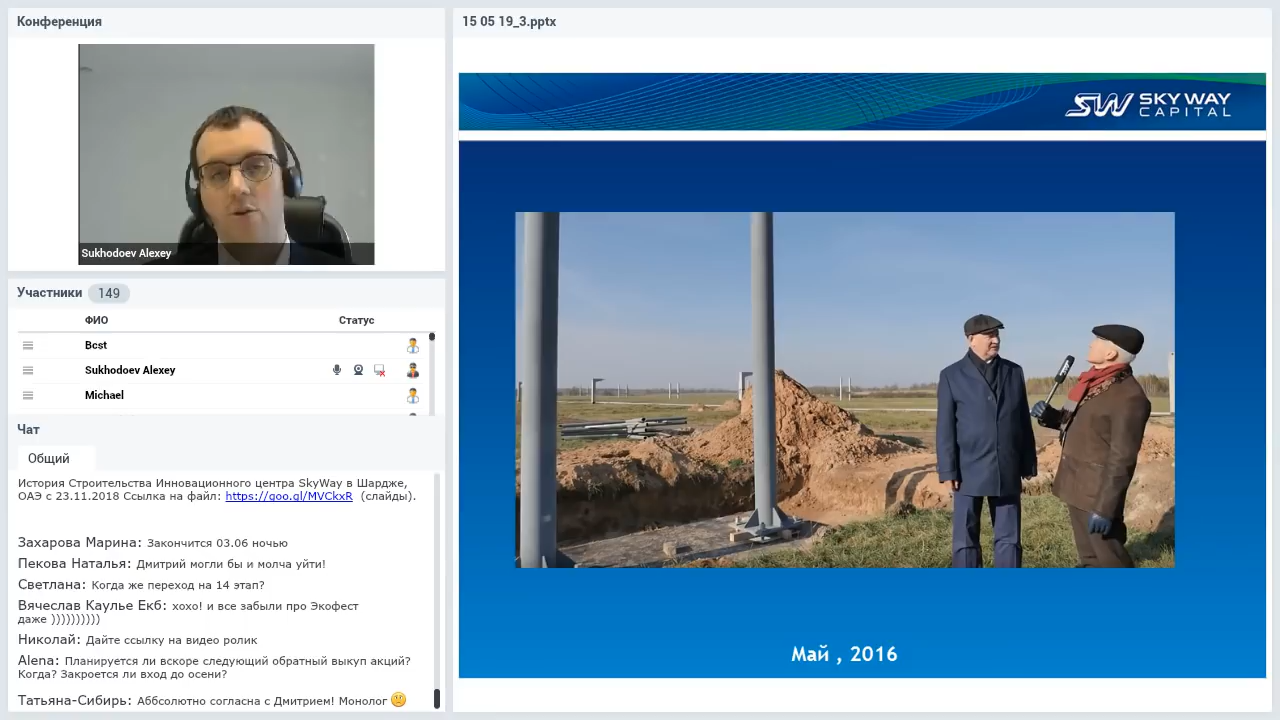 Конференция
Sukhodoev Alexey
Участники 149
ФИО Статус
Bcst
Sukhodoev Alexey
Michael
Чат
Общий
История Строительства Инновационного центра SkyWay в Шардже,
ОАЭ с 23.11.2018 Ссылка на файл: https://goo.gl/MVCkxR (слайды).
Захарова Марина: Закончится 03.06 ночью
Пекова Наталья: Дмитрий могли бы и молча уйти!
Светлана: Когда же переход на 14 этап?
Вячеслав Каулье Екб: хохо! и все забыли про Экофест
даже ))))))))))
Николай: Дайте ссылку на видео ролик
Alena: Планируется ли вскоре следующий обратный выкуп акций?
Когда? Закроется ли вход до осени?
Татьяна-Сибирь: Аббсолютно согласна с Дмитрием! Монолог
15 05 19_3.pptx
SW SKY WAY
CAPITAL
Май , 2016